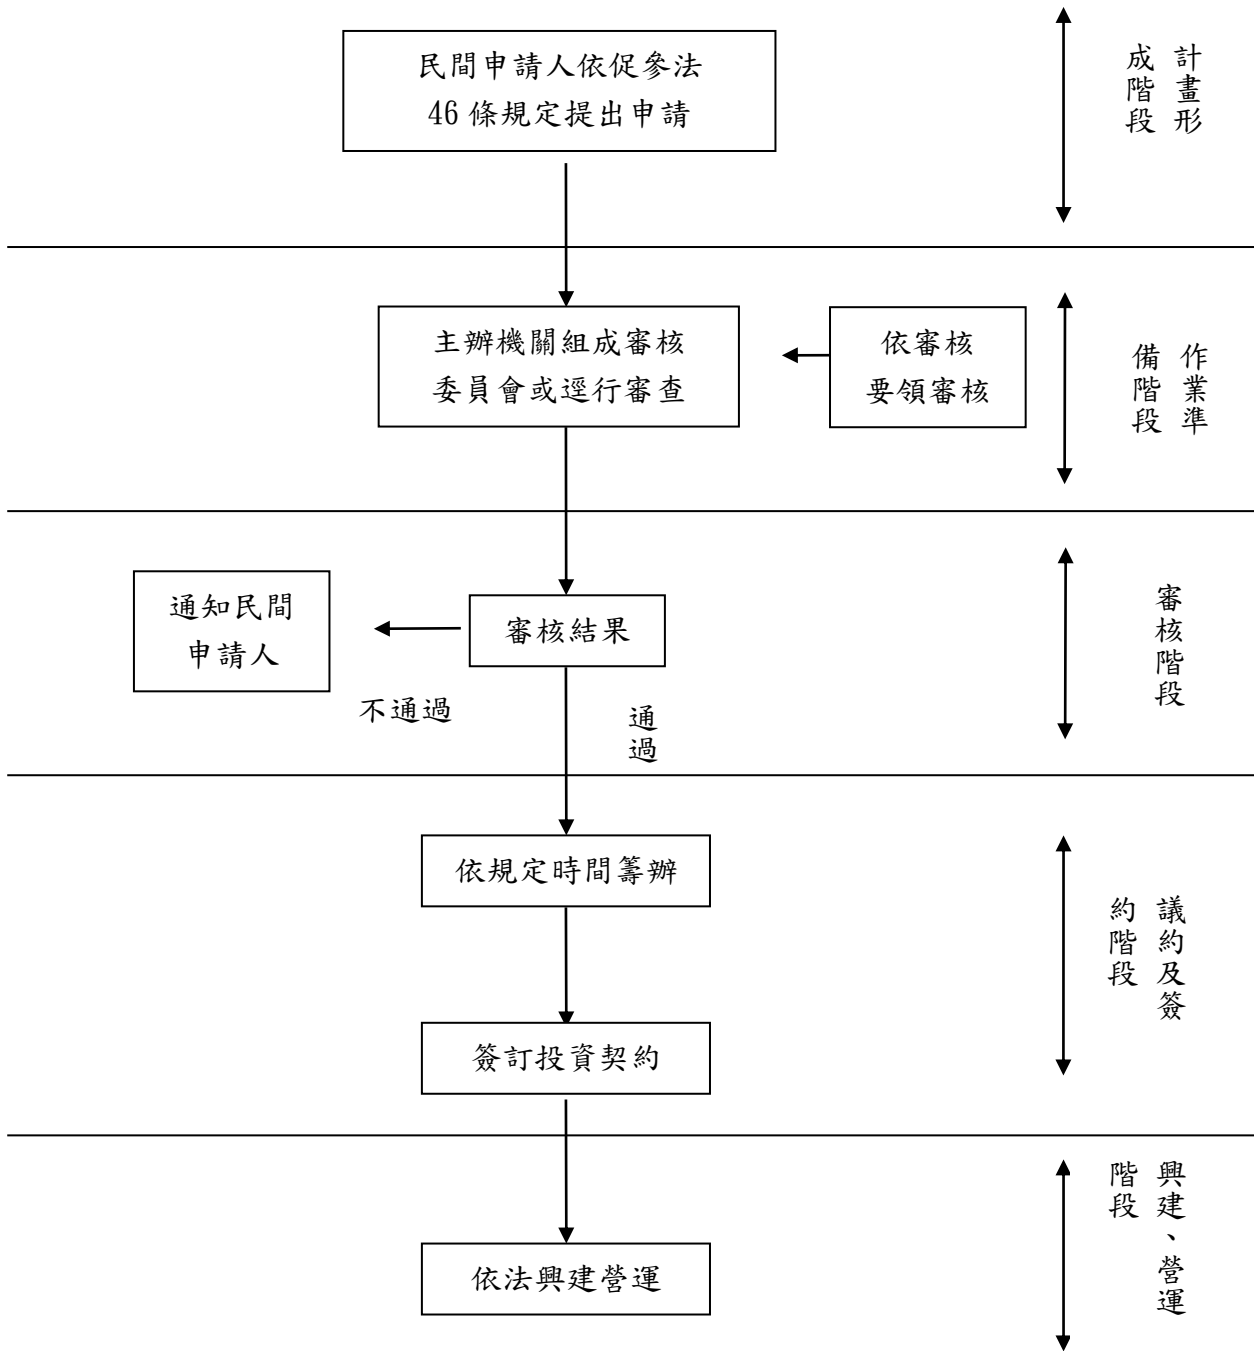 民間申請人依促參法
46 條規定提出申請
計畫形
成階段
主辦機關組成審核
委員會或逕行審查
依審核
要領審核
作業準
備階段
通知民間
申請人
審核結果
不通過
通過
審核階段
依規定時間籌辦
簽訂投資契約
議約及簽
約階段
依法興建營運
興建、營運
階段